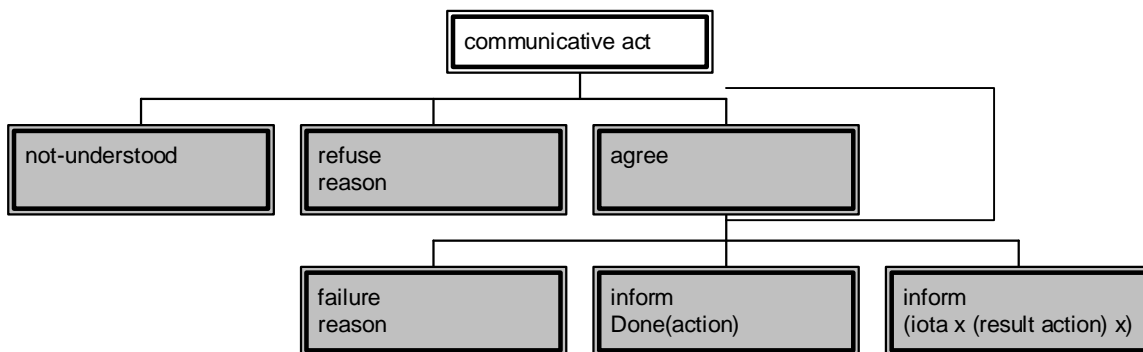 communicative act
not-understood
refuse
reason
agree
failure
reason
inform
Done(action)
inform
(iota x (result action) x)